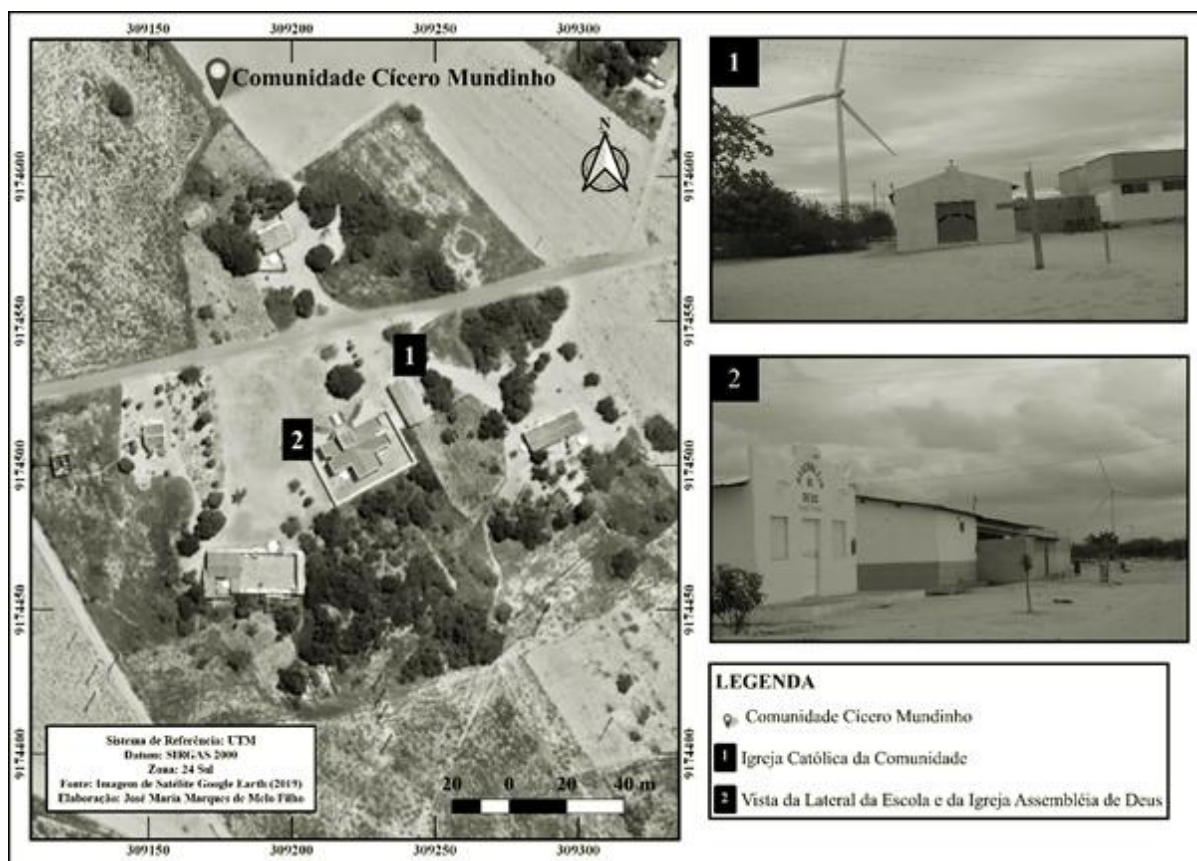 309150 309200 309250 309300
Comunidade Cícero Mundinho
N
9174600 9174600
9174550 9174550
1
2
9174500 9174500
9174450 9174450
9174400 9174400
Sistema de Referência: UTM
Datum: SIRGAS 2000
Zona: 24 Sul
Fonte: Imagem de Satélite Google Earth (2019)
Elaboração: José Maria Marques de Melo Filho
20 0 20 40 m
309150 309200 309250 309300
1
2
DEUS
LEGENDA
Comunidade Cícero Mundinho
1 Igreja Católica da Comunidade
2 Vista da Lateral da Escola e da Igreja Assembléia de Deus